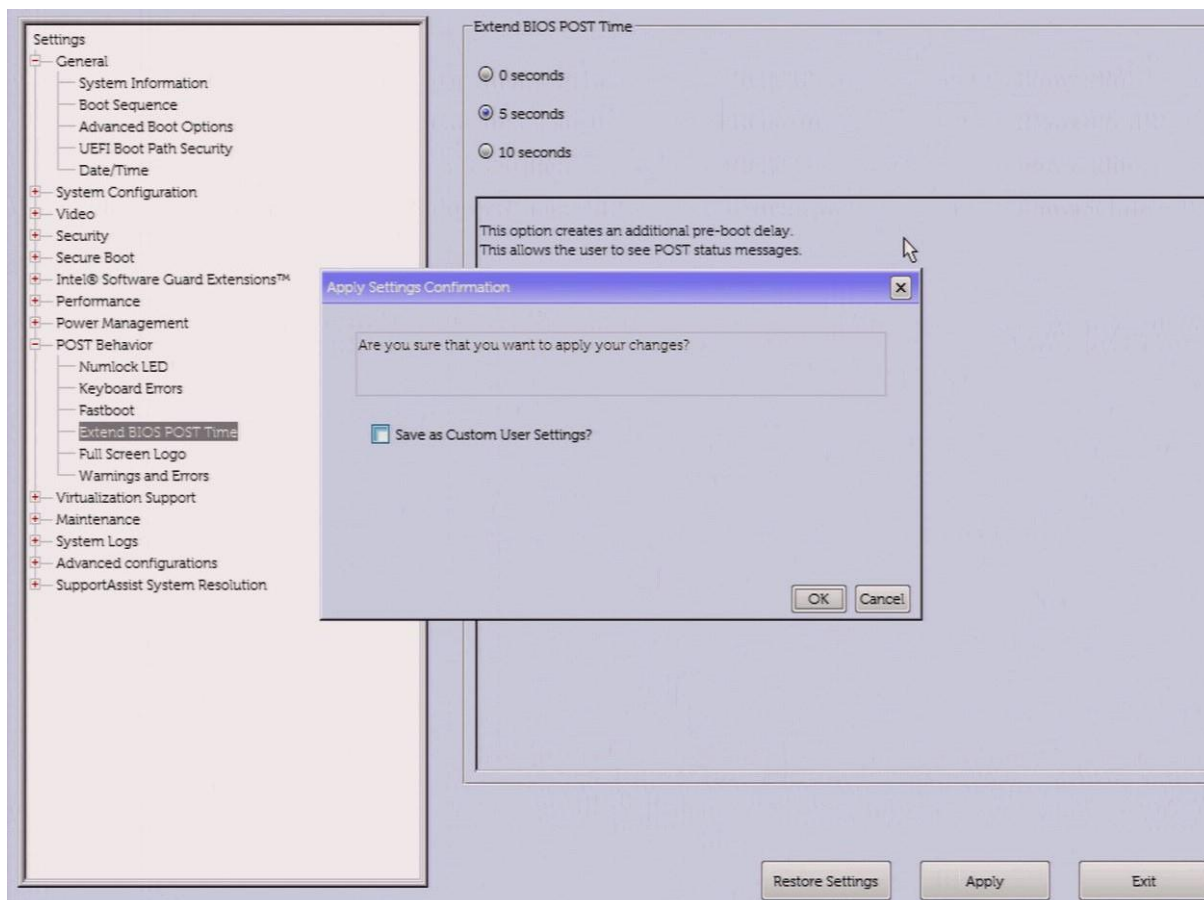 Settings
General
System Information
Boot Sequence
Advanced Boot Options
UEFI Boot Path Security
Date/Time
System Configuration
Video
Security
Secure Boot
Intel® Software Guard Extensions™
Performance
Power Management
POST Behavior
Numlock LED
Keyboard Errors
Fastboot
Extend BIOS POST Time
Full Screen Logo
Warnings and Errors
Virtualization Support
Maintenance
System Logs
Advanced configurations
SupportAssist System Resolution
Extend BIOS POST Time
0 seconds
5 seconds
10 seconds
This option creates an additional pre-boot delay.
This allows the user to see POST status messages.
Apply Settings Confirmation
Are you sure that you want to apply your changes?
Save as Custom User Settings?
OK
Cancel
Restore Settings
Apply
Exit